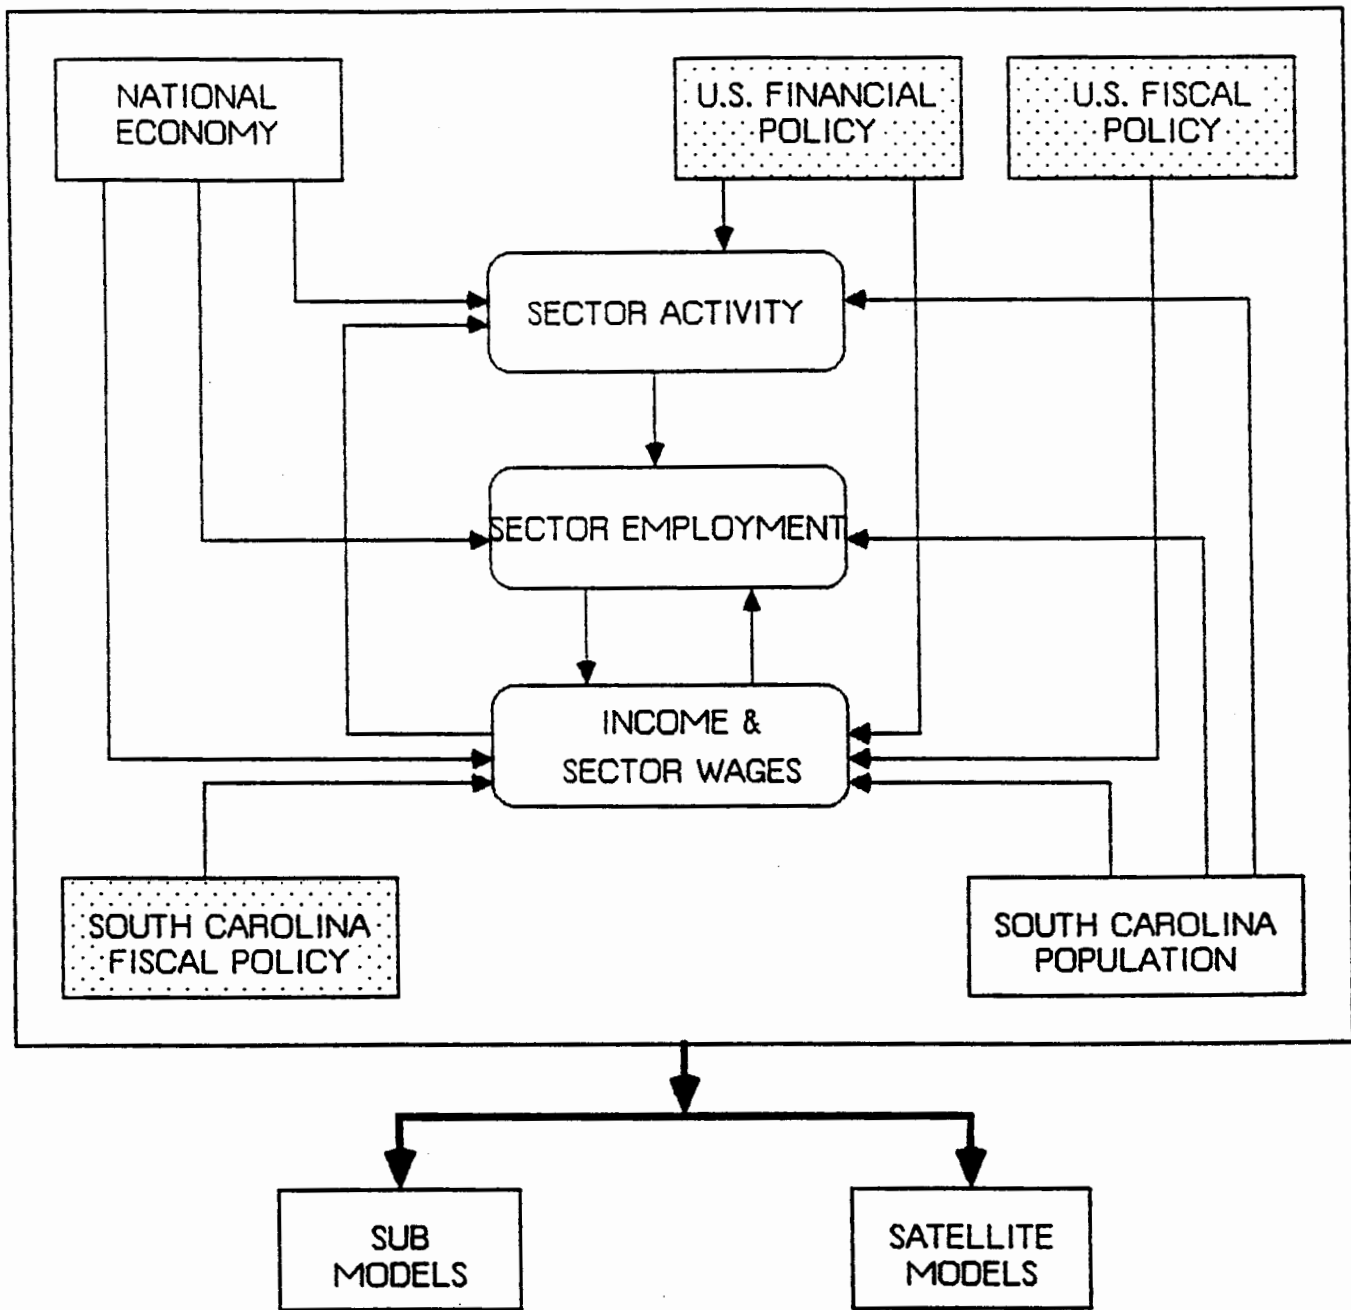 NATIONAL
ECONOMY
U.S. FINANCIAL
POLICY
U.S. FISCAL
POLICY
SECTOR ACTIVITY
SECTOR EMPLOYMENT
INCOME &
SECTOR WAGES
SOUTH CAROLINA
FISCAL POLICY
SOUTH CAROLINA
POPULATION
SUB
MODELS
SATELLITE
MODELS